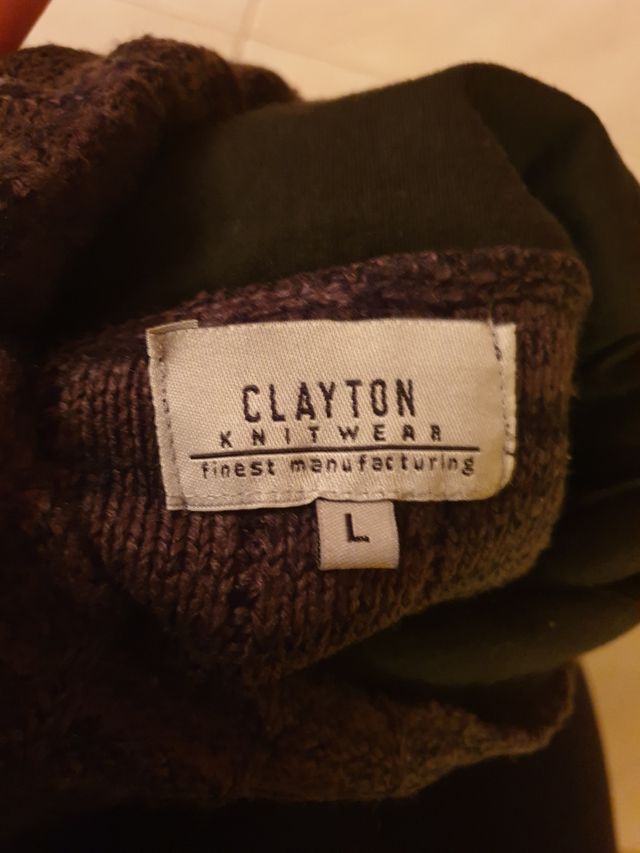 CLAYTON
KNITWEAR
finest manufacturing
L